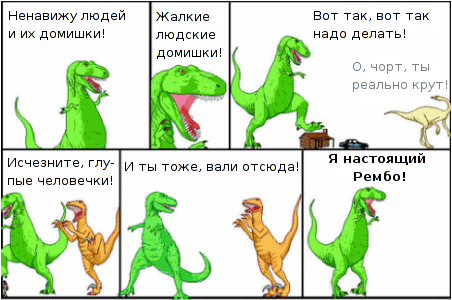 Ненавижу людей
и их домишки!
Жалкие
людские
домишки!
Вот так, вот так
надо делать!
О, чорт, ты
реально крут!
Исчезните, глу-
пые человечки!
И ты тоже, вали отсюда!
Я настоящий
Рембо!